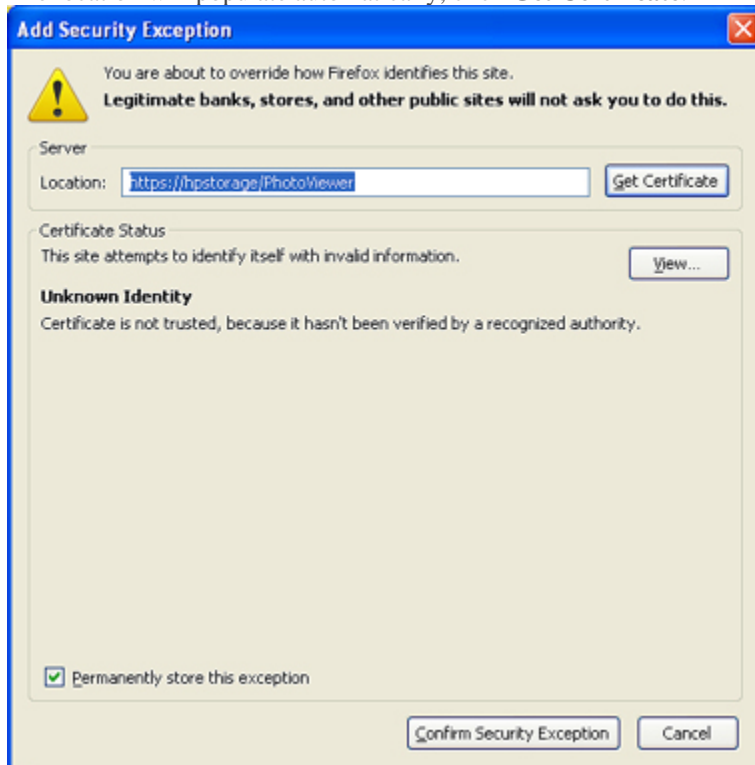 Add Security Exception
You are about to override how Firefox identifies this site.
Legitimate banks, stores, and other public sites will not ask you to do this.
Server
Location: https://hpstorage/PhotoViewer Get Certificate
Certificate Status
This site attempts to identify itself with invalid information.
View...
Unknown Identity
Certificate is not trusted, because it hasn't been verified by a recognized authority.
Permanently store this exception
Confirm Security Exception Cancel